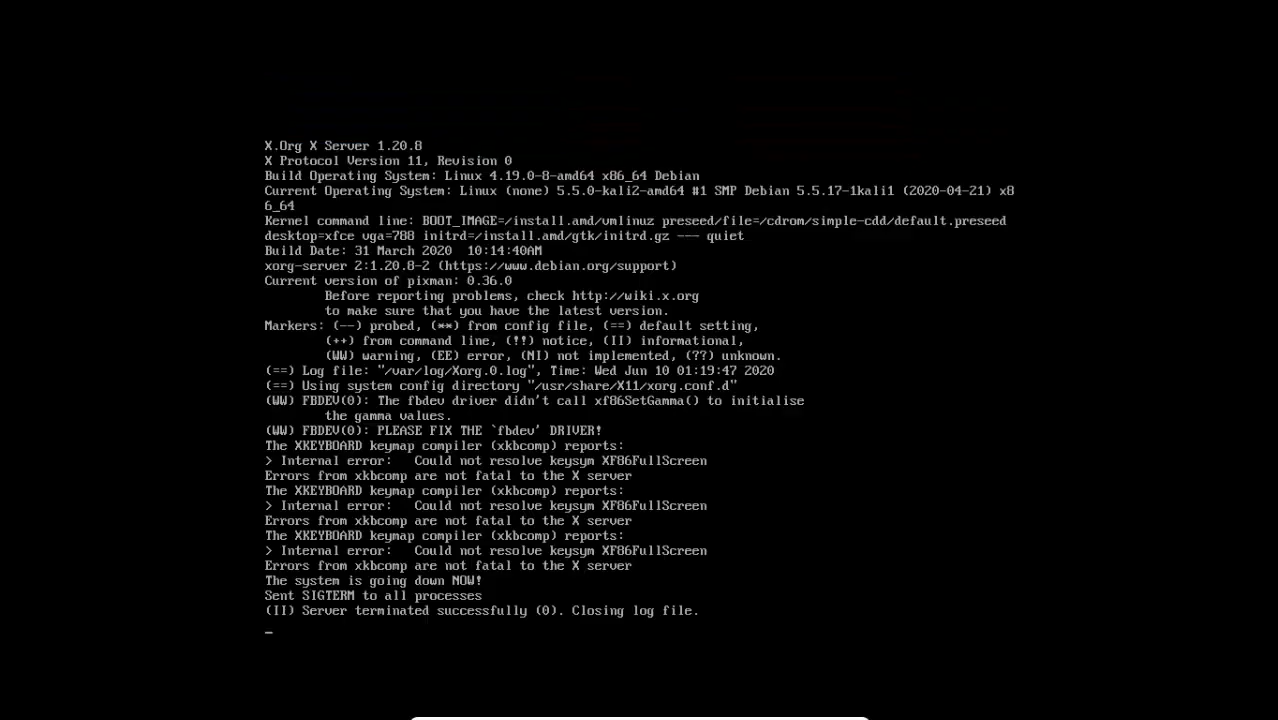 X.Org X Server 1.20.8
X Protocol Version 11, Revision 0
Build Operating System: Linux 4.19.0-8-amd64 x86_64 Debian
Current Operating System: Linux (none) 5.5.0-kali2-amd64 #1 SMP Debian 5.5.17-1kali1 (2020-04-21) x8
6_64
Kernel command line: BOOT_IMAGE=/install.amd/vmlinuz preseed/file=/cdrom/simple-cdd/default.preseed
desktop=xfce vga=788 initrd=/install.amd/gtk/initrd.gz --- quiet
Build Date: 31 March 2020  10:14:40AM
xorg-server 2:1.20.8-2 (https://www.debian.org/support)
Current version of pixman: 0.36.0
        Before reporting problems, check http://wiki.x.org
        to make sure that you have the latest version.
Markers: (--) probed, (**) from config file, (==) default setting,
        (++) from command line, (!!) notice, (II) informational,
        (WW) warning, (EE) error, (NI) not implemented, (??) unknown.
(==) Log file: "/var/log/Xorg.0.log", Time: Wed Jun 10 01:19:47 2020
(==) Using system config directory "/usr/share/X11/xorg.conf.d"
(WW) FBDEV(0): The fbdev driver didn't call xf86SetGamma() to initialise
        the gamma values.
(WW) FBDEV(0): PLEASE FIX THE `fbdev' DRIVER!
The XKEYBOARD keymap compiler (xkbcomp) reports:
> Internal error:   Could not resolve keysym XF86FullScreen
Errors from xkbcomp are not fatal to the X server
The XKEYBOARD keymap compiler (xkbcomp) reports:
> Internal error:   Could not resolve keysym XF86FullScreen
Errors from xkbcomp are not fatal to the X server
The XKEYBOARD keymap compiler (xkbcomp) reports:
> Internal error:   Could not resolve keysym XF86FullScreen
Errors from xkbcomp are not fatal to the X server
The system is going down NOW!
Sent SIGTERM to all processes
(II) Server terminated successfully (0). Closing log file.